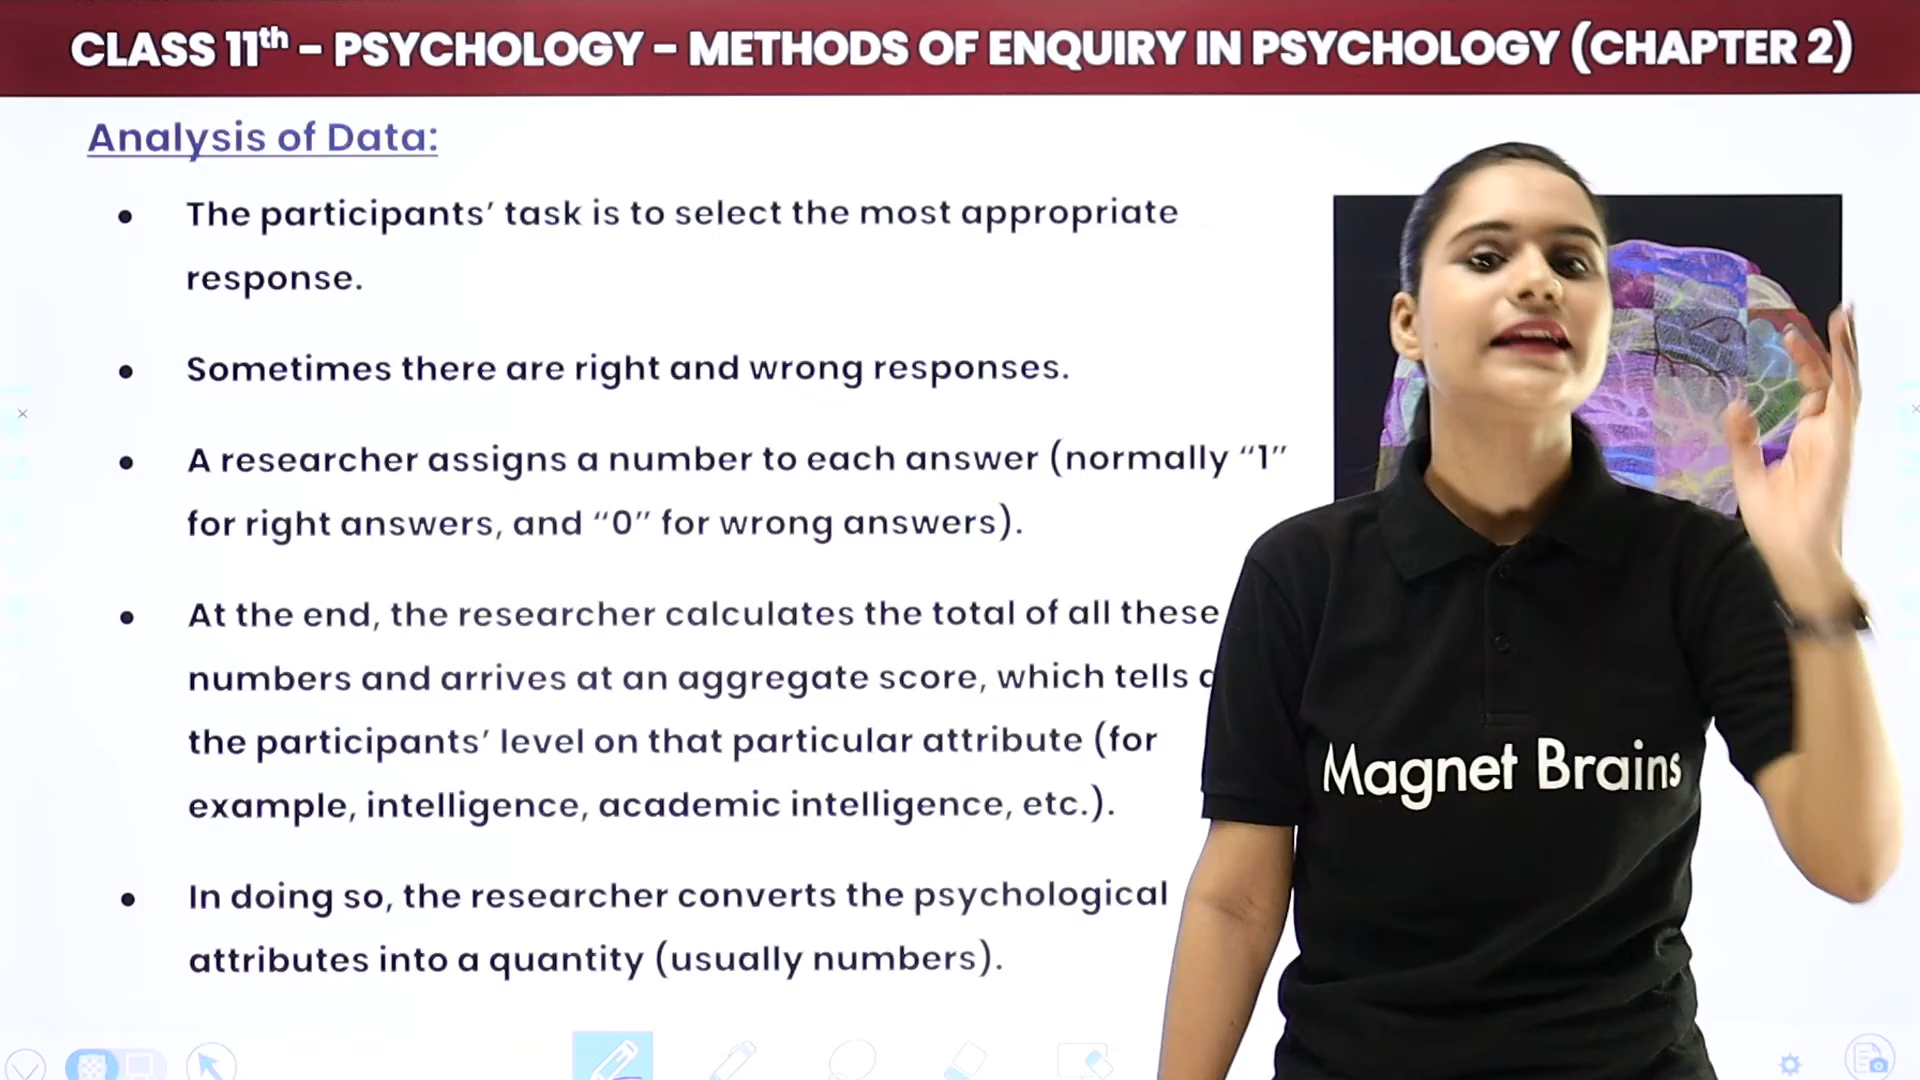 CLASS 11th - PSYCHOLOGY - METHODS OF ENQUIRY IN PSYCHOLOGY (CHAPTER 2)
Analysis of Data:
• The participants' task is to select the most appropriate
response.
• Sometimes there are right and wrong responses.
• A researcher assigns a number to each answer (normally “1”
for right answers, and “0” for wrong answers).
• At the end, the researcher calculates the total of all these
numbers and arrives at an aggregate score, which tells
the participants' level on that particular attribute (for
example, intelligence, academic intelligence, etc.).
• In doing so, the researcher converts the psychological
attributes into a quantity (usually numbers).
Magnet Brains